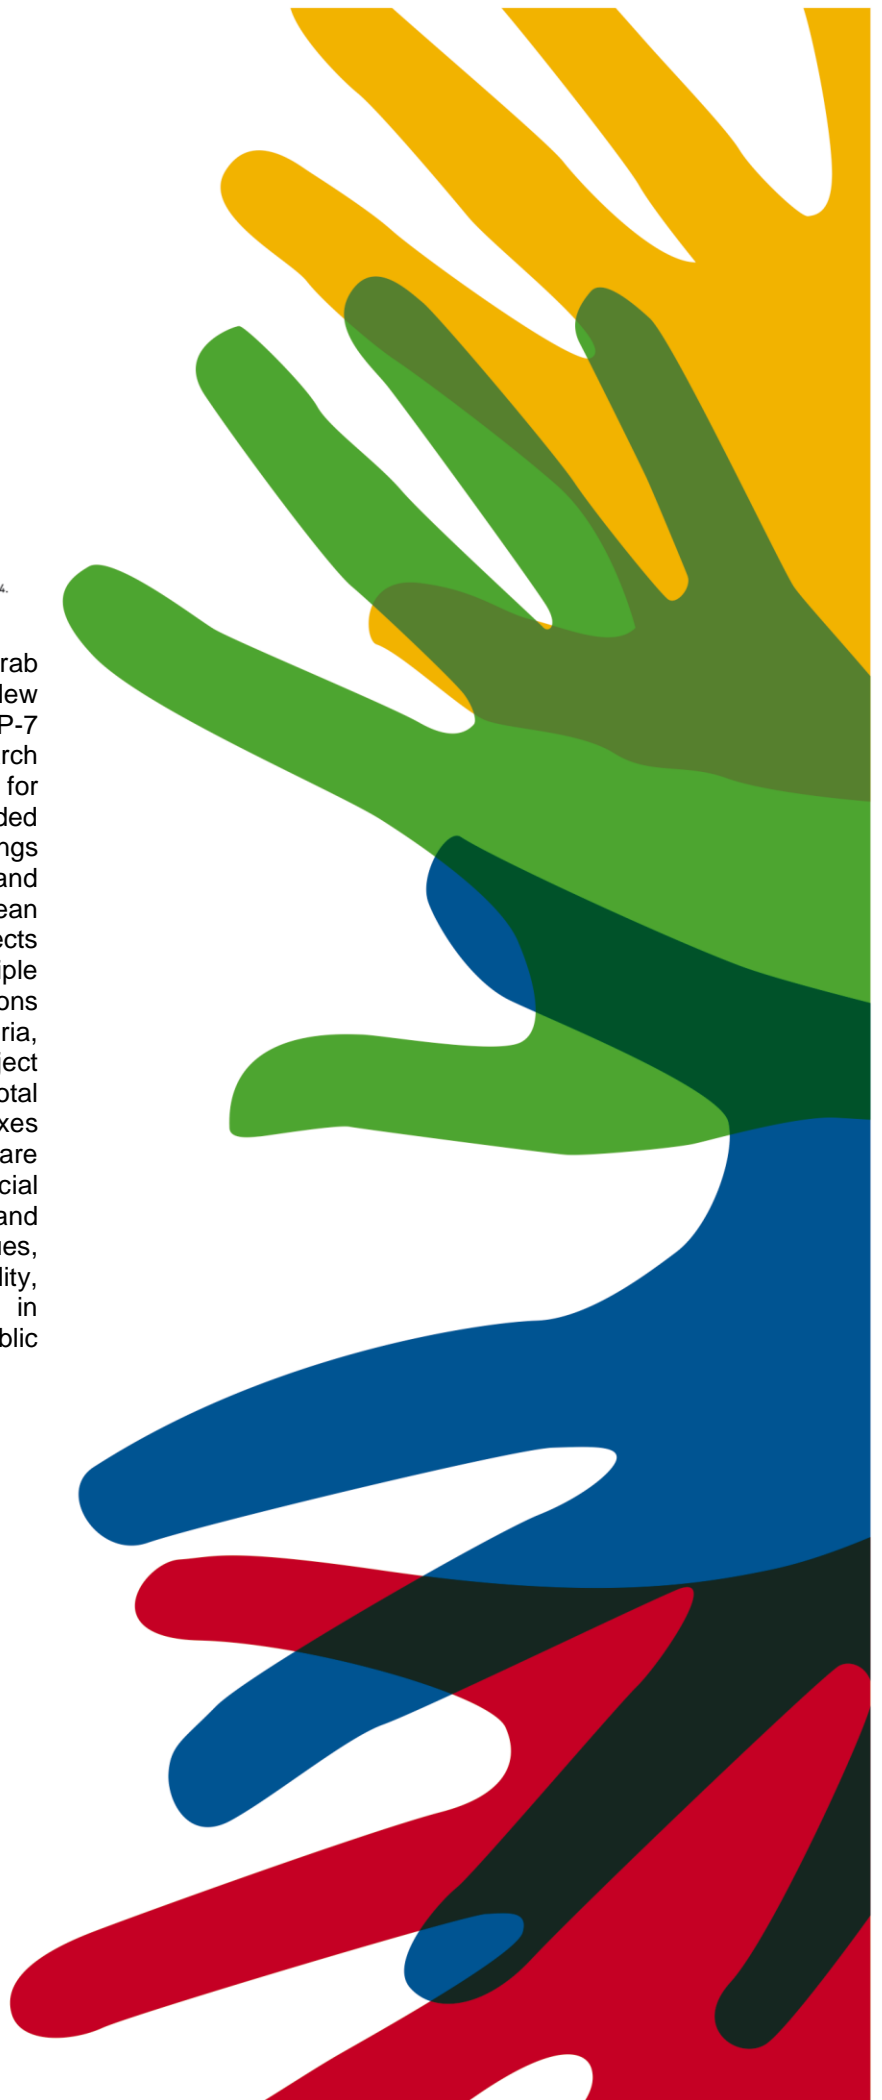 4.
rab
lew
P-7
rch
for
ded
ngs
and
ean
ects
iple
ons
ria,
ject
otal
xes
are
cial
and
ues,
lity,
in
blic